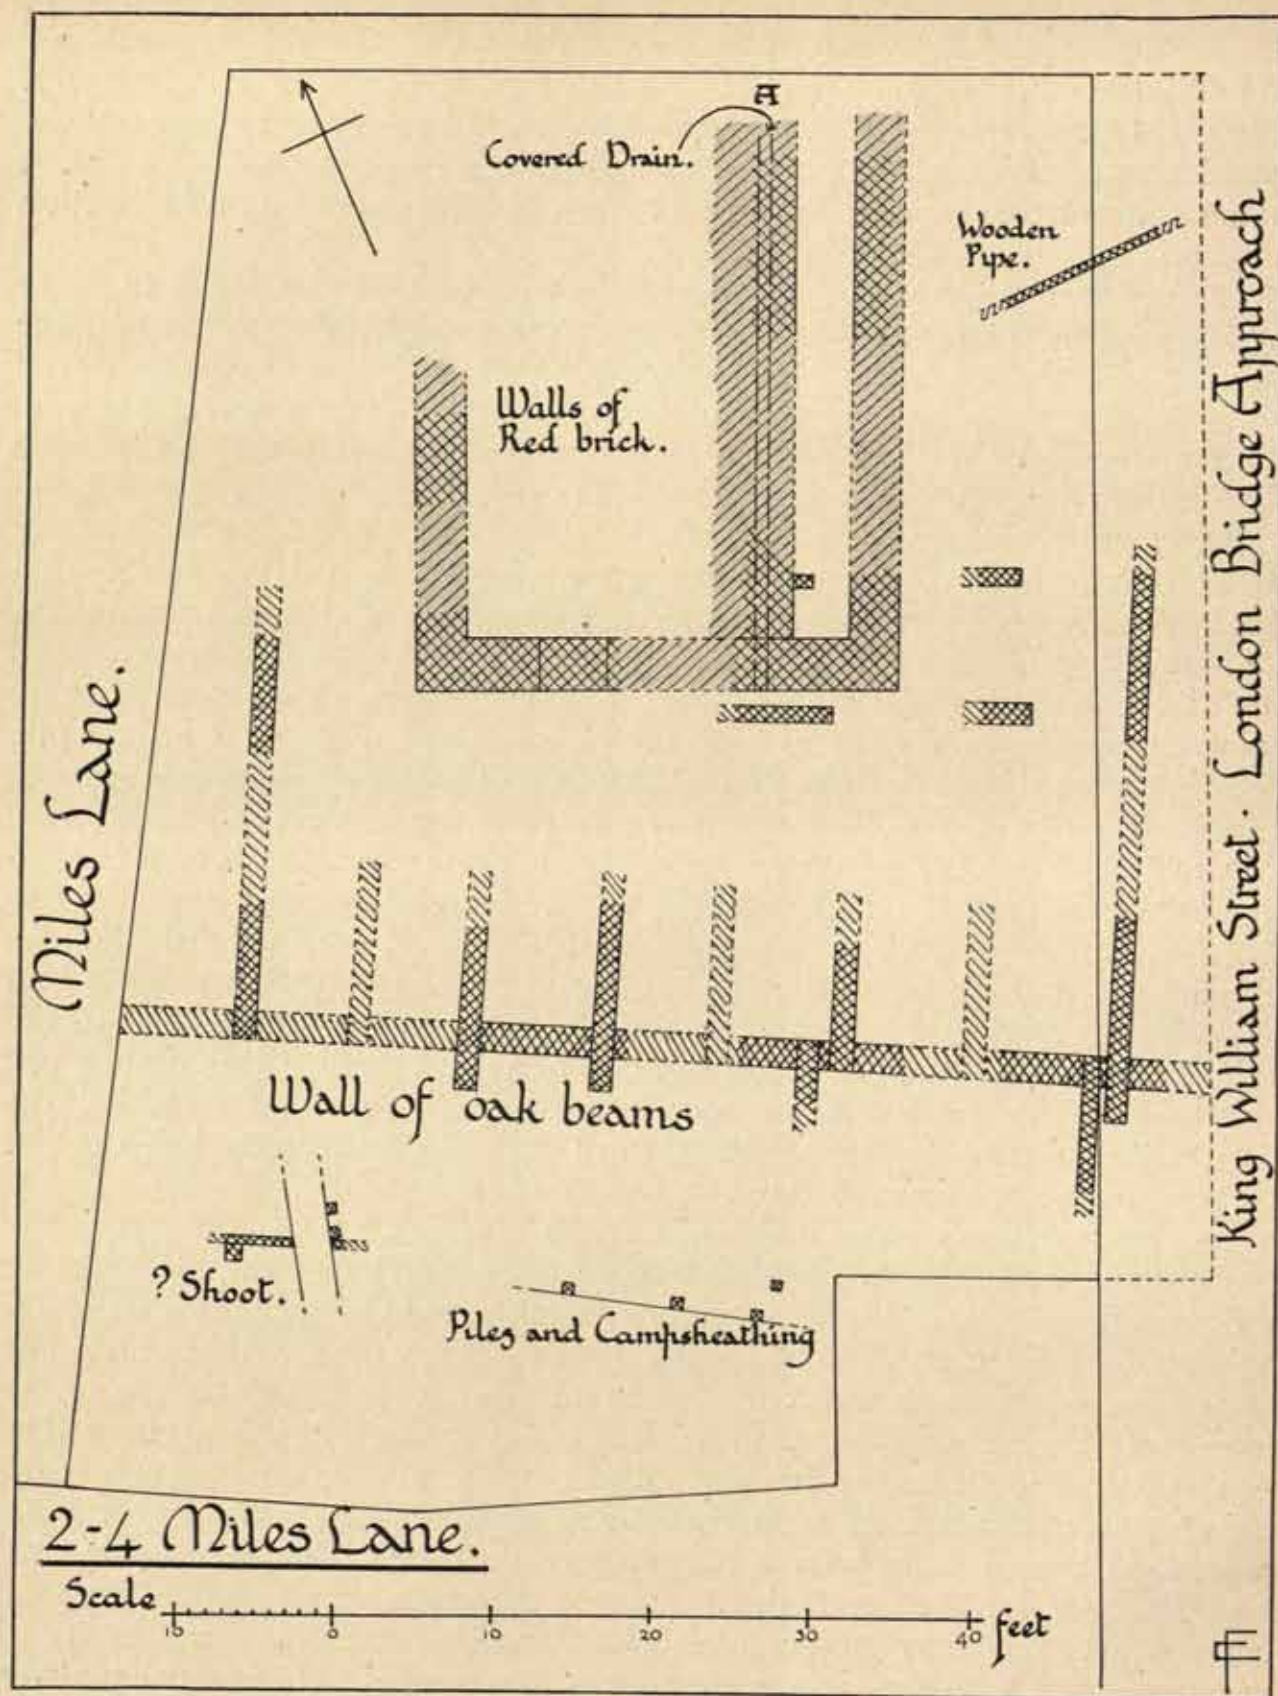 A
Covered Drain.
Wooden
Pipe.
Walls of
Red brick.
Miles Lane.
King William Street. London Bridge Approach
Wall of oak beams
? Shoot.
Piles and Campsheathing
2-4 Miles Lane.
Scale
10 0 10 20 30 40 feet